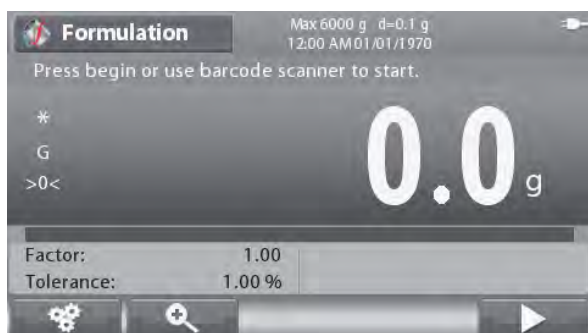 Formulation
Max 6000 g d=0.1 g
12:00 AM 01/01/1970
Press begin or use barcode scanner to start.
*
G
>0<
0.0 g
Factor: 1.00
Tolerance: 1.00 %